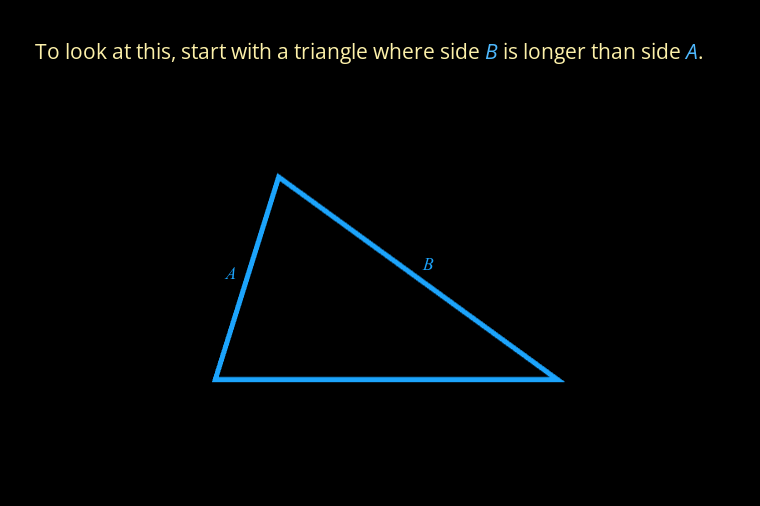 To look at this, start with a triangle where side B is longer than side A.
B
A